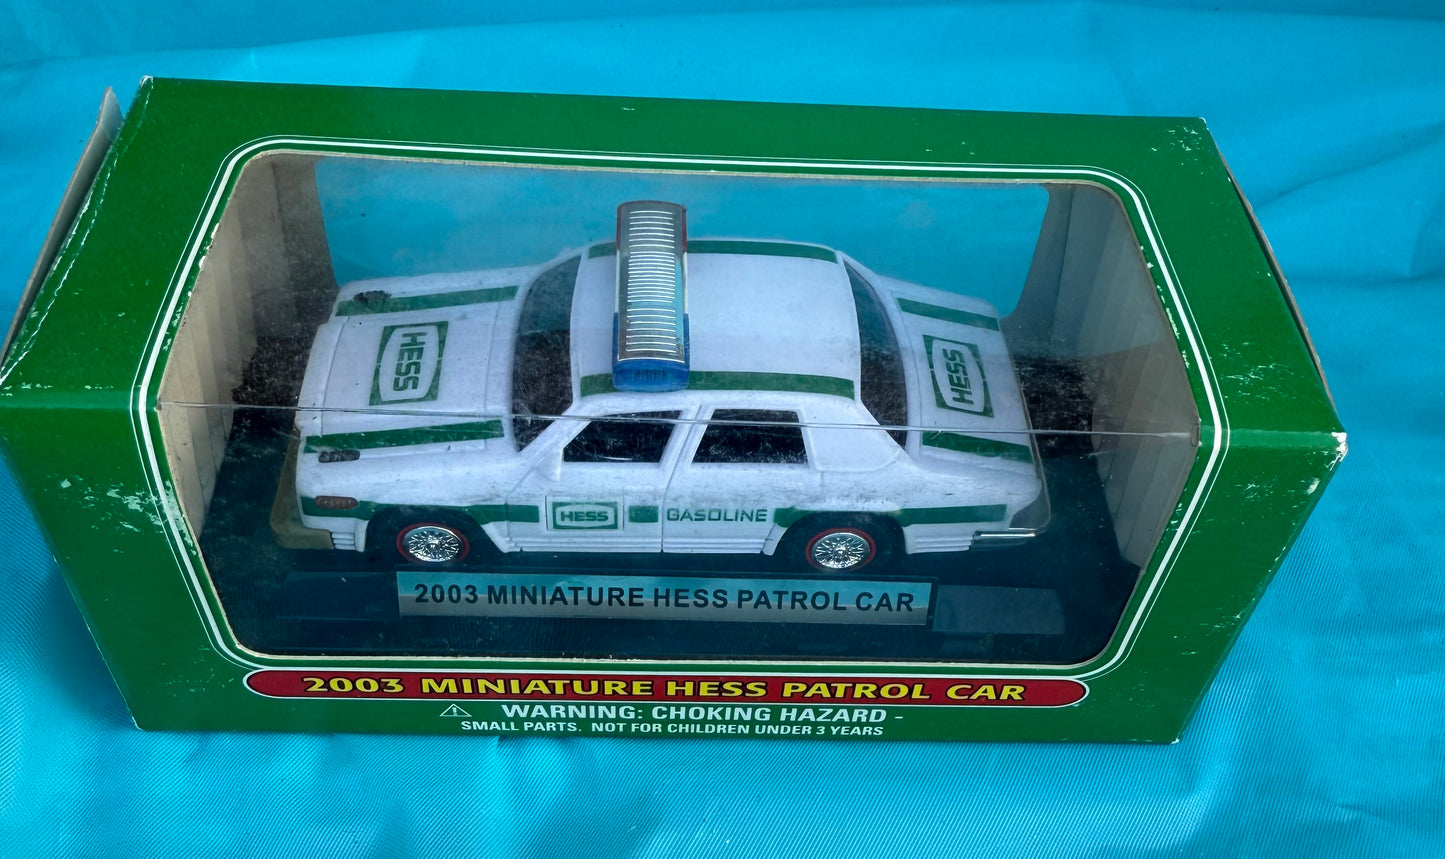 HESS
HESS
HESS
GASOLINE
2003 MINIATURE HESS PATROL CAR
2003 MINIATURE HESS PATROL CAR
WARNING: CHOKING HAZARD -
SMALL PARTS. NOT FOR CHILDREN UNDER 3 YEARS